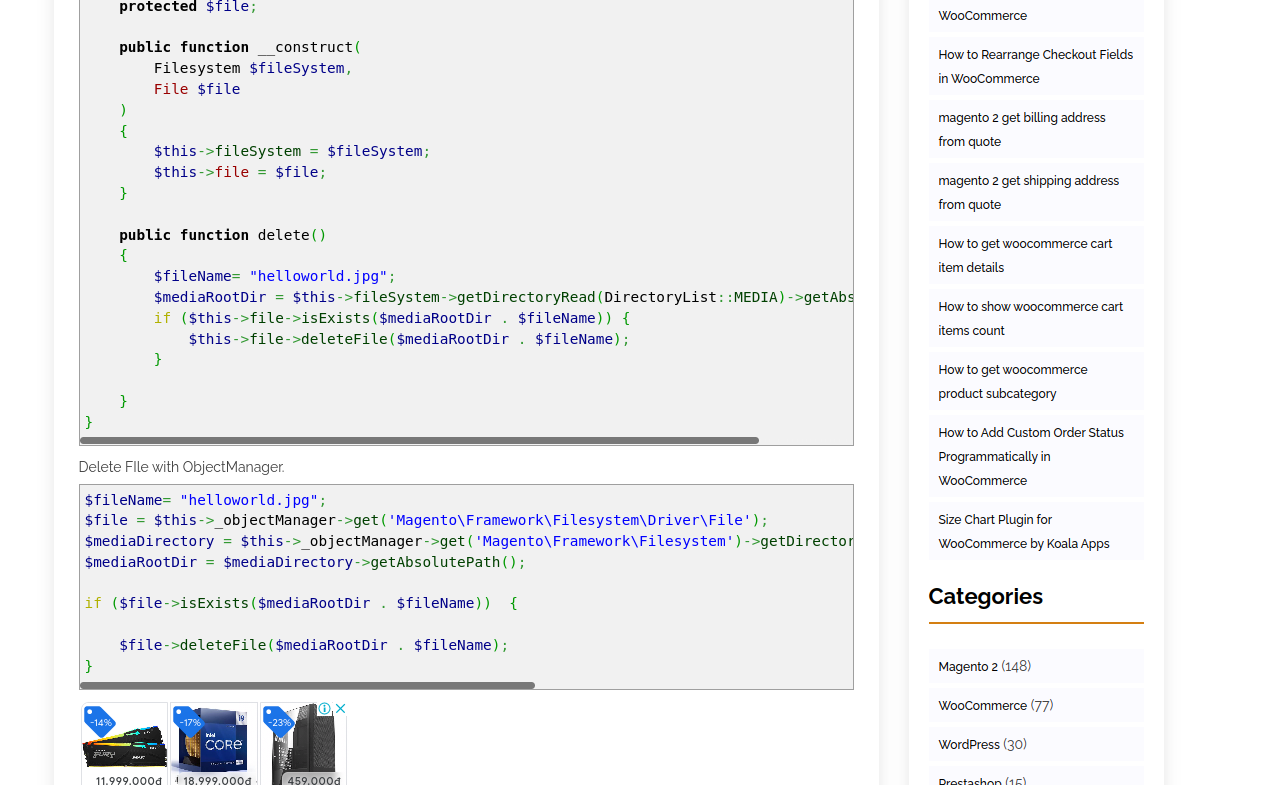 protected $file;

    public function __construct(
        Filesystem $fileSystem,
        File $file
    )
    {
        $this->fileSystem = $fileSystem;
        $this->file = $file;
    }

    public function delete()
    {
        $fileName= "helloworld.jpg";
        $mediaRootDir = $this->fileSystem->getDirectoryRead(DirectoryList::MEDIA)->getAbs
        if ($this->file->isExists($mediaRootDir . $fileName)) {
            $this->file->deleteFile($mediaRootDir . $fileName);
        }

    }
}
Delete FIle with ObjectManager.
$fileName= "helloworld.jpg";
$file = $this->_objectManager->get('Magento\Framework\Filesystem\Driver\File');
$mediaDirectory = $this->_objectManager->get('Magento\Framework\Filesystem')->getDirector
$mediaRootDir = $mediaDirectory->getAbsolutePath();

if ($file->isExists($mediaRootDir . $fileName))  {

    $file->deleteFile($mediaRootDir . $fileName);
}
-14%
-17%
-23%
intel
CORE
i9
11,999,000đ
18,999,000đ
459,000đ
WooCommerce
How to Rearrange Checkout Fields
in WooCommerce
magento 2 get billing address
from quote
magento 2 get shipping address
from quote
How to get woocommerce cart
item details
How to show woocommerce cart
items count
How to get woocommerce
product subcategory
How to Add Custom Order Status
Programmatically in
WooCommerce
Size Chart Plugin for
WooCommerce by Koala Apps
Categories
Magento 2 (148)
WooCommerce (77)
WordPress (30)
Prestashop (15)